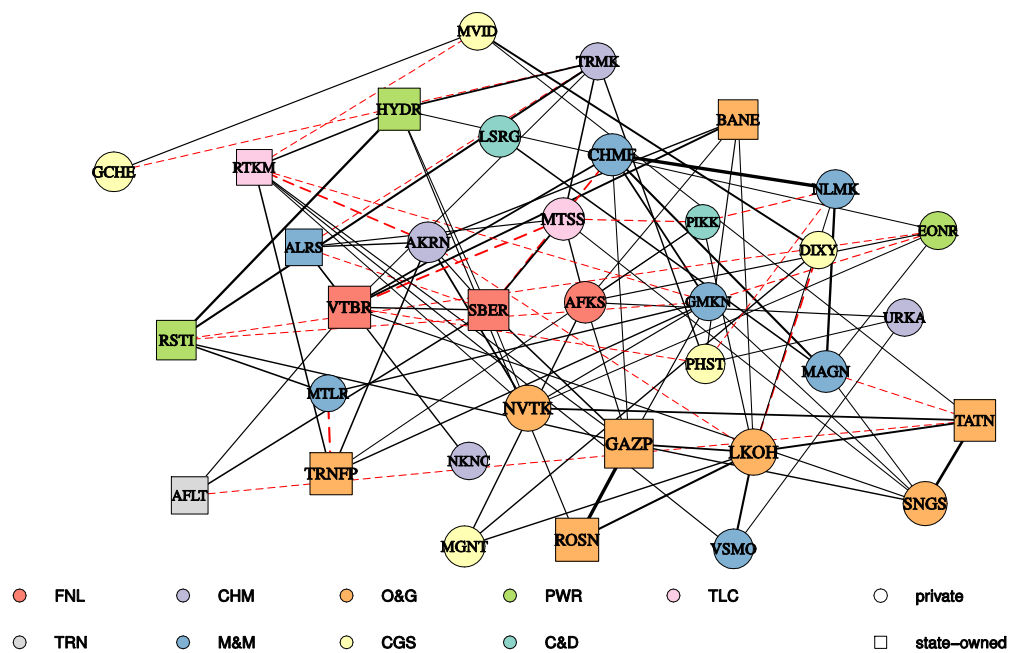 MVID
TRMK
HYDR
BANE
LSRG
CHMF
GCHE
RTKM
NLMK
MTSS
PIKK
EONR
AKRN
ALRS
DIXY
VTBR
SBER
AFKS
GMKN
URKA
RSTI
PHST
MAGN
MTLR
NVTK
TATN
GAZP
LKOH
NKNC
TRNFP
AFLT
SNGS
ROSN
MGNT
VSMO
FNL CHM O&G PWR TLC private
TRN M&M CGS C&D state-owned